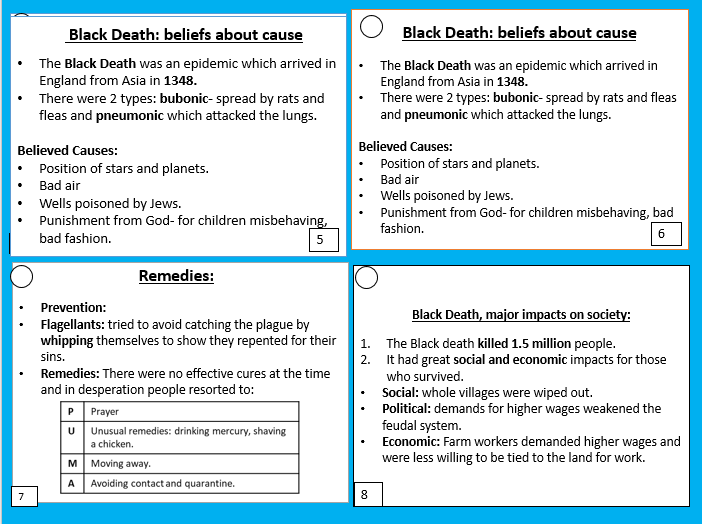 Black Death: beliefs about cause
• The Black Death was an epidemic which arrived in
England from Asia in 1348.
• There were 2 types: bubonic- spread by rats and
fleas and pneumonic which attacked the lungs.
Believed Causes:
• Position of stars and planets.
• Bad air
• Wells poisoned by Jews.
• Punishment from God- for children misbehaving,
bad fashion.
5
Black Death: beliefs about cause
• The Black Death was an epidemic which arrived in
England from Asia in 1348.
• There were 2 types: bubonic- spread by rats and fleas
and pneumonic which attacked the lungs.
Believed Causes:
• Position of stars and planets.
• Bad air
• Wells poisoned by Jews.
• Punishment from God- for children misbehaving, bad
fashion.
6
Remedies:
• Prevention:
• Flagellants: tried to avoid catching the plague by
whipping themselves to show they repented for their
sins.
• Remedies: There were no effective cures at the time
and in desperation people resorted to:
P Prayer
U Unusual remedies: drinking mercury, shaving
a chicken.
M Moving away.
A Avoiding contact and quarantine.
7
Black Death, major impacts on society:
1. The Black death killed 1.5 million people.
2. It had great social and economic impacts for those
who survived.
• Social: whole villages were wiped out.
• Political: demands for higher wages weakened the
feudal system.
• Economic: Farm workers demanded higher wages and
were less willing to be tied to the land for work.
8